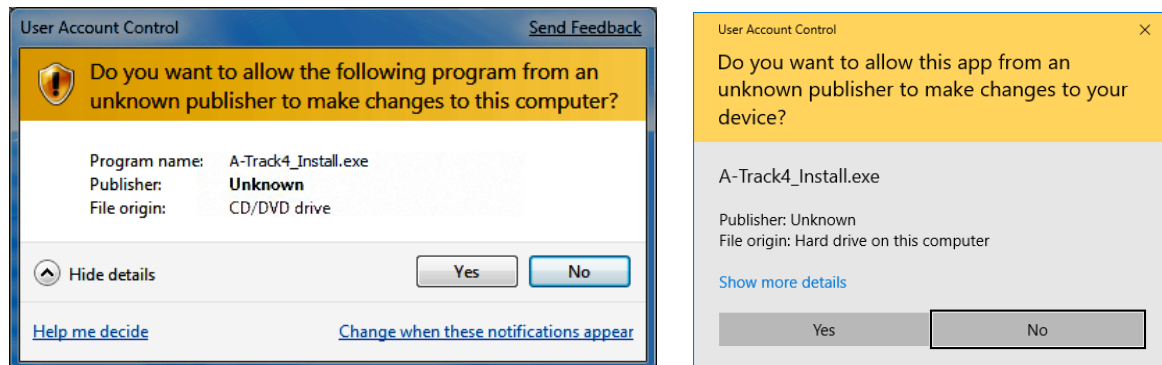 User Account Control Send Feedback
Do you want to allow the following program from an
unknown publisher to make changes to this computer?
Program name: A-Track4_Install.exe
Publisher: Unknown
File origin: CD/DVD drive
Hide details Yes No
Help me decide Change when these notifications appear
User Account Control
Do you want to allow this app from an
unknown publisher to make changes to your
device?
A-Track4_Install.exe
Publisher: Unknown
File origin: Hard drive on this computer
Show more details
Yes No